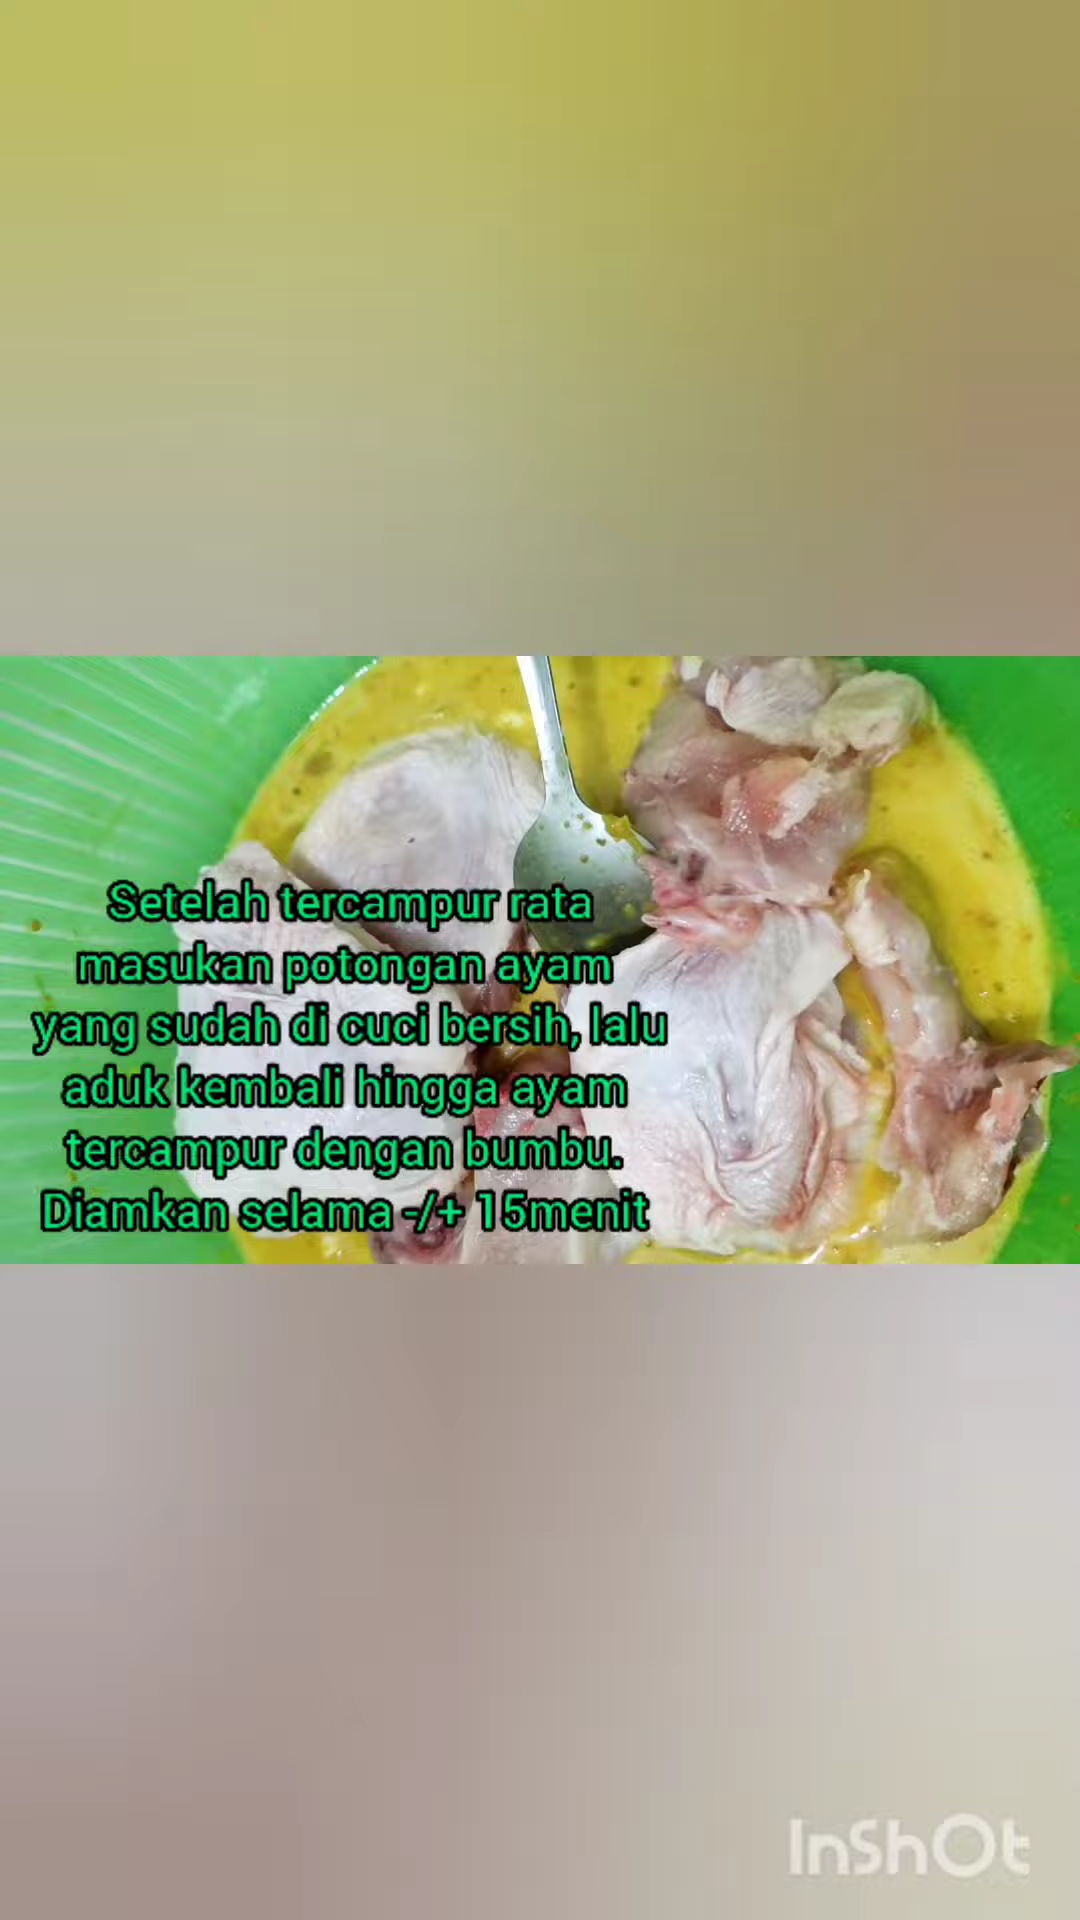 Setelah tercampur rata
masukan potongan ayam
yang sudah di cuci bersih, lalu
aduk kembali hingga ayam
tercampur dengan bumbu.
Diamkan selama -/+ 15menit
InShOt